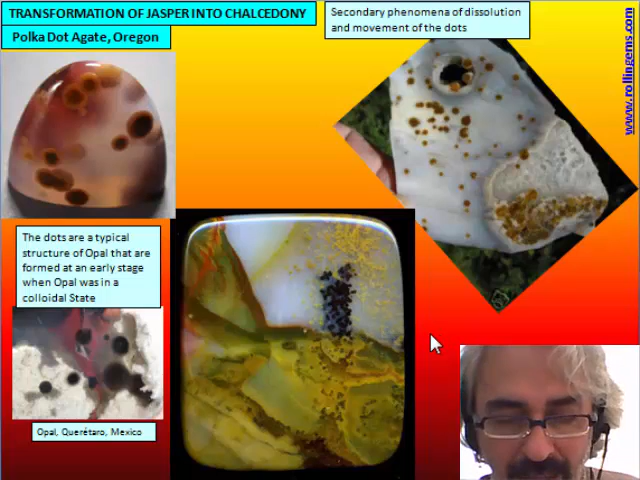 TRANSFORMATION OF JASPER INTO CHALCEDONY
Polka Dot Agate, Oregon
Secondary phenomena of dissolution
and movement of the dots
www.rollingems.com
The dots are a typical
structure of Opal that are
formed at an early stage
when Opal was in a
colloidal State
Opal, Querétaro, Mexico